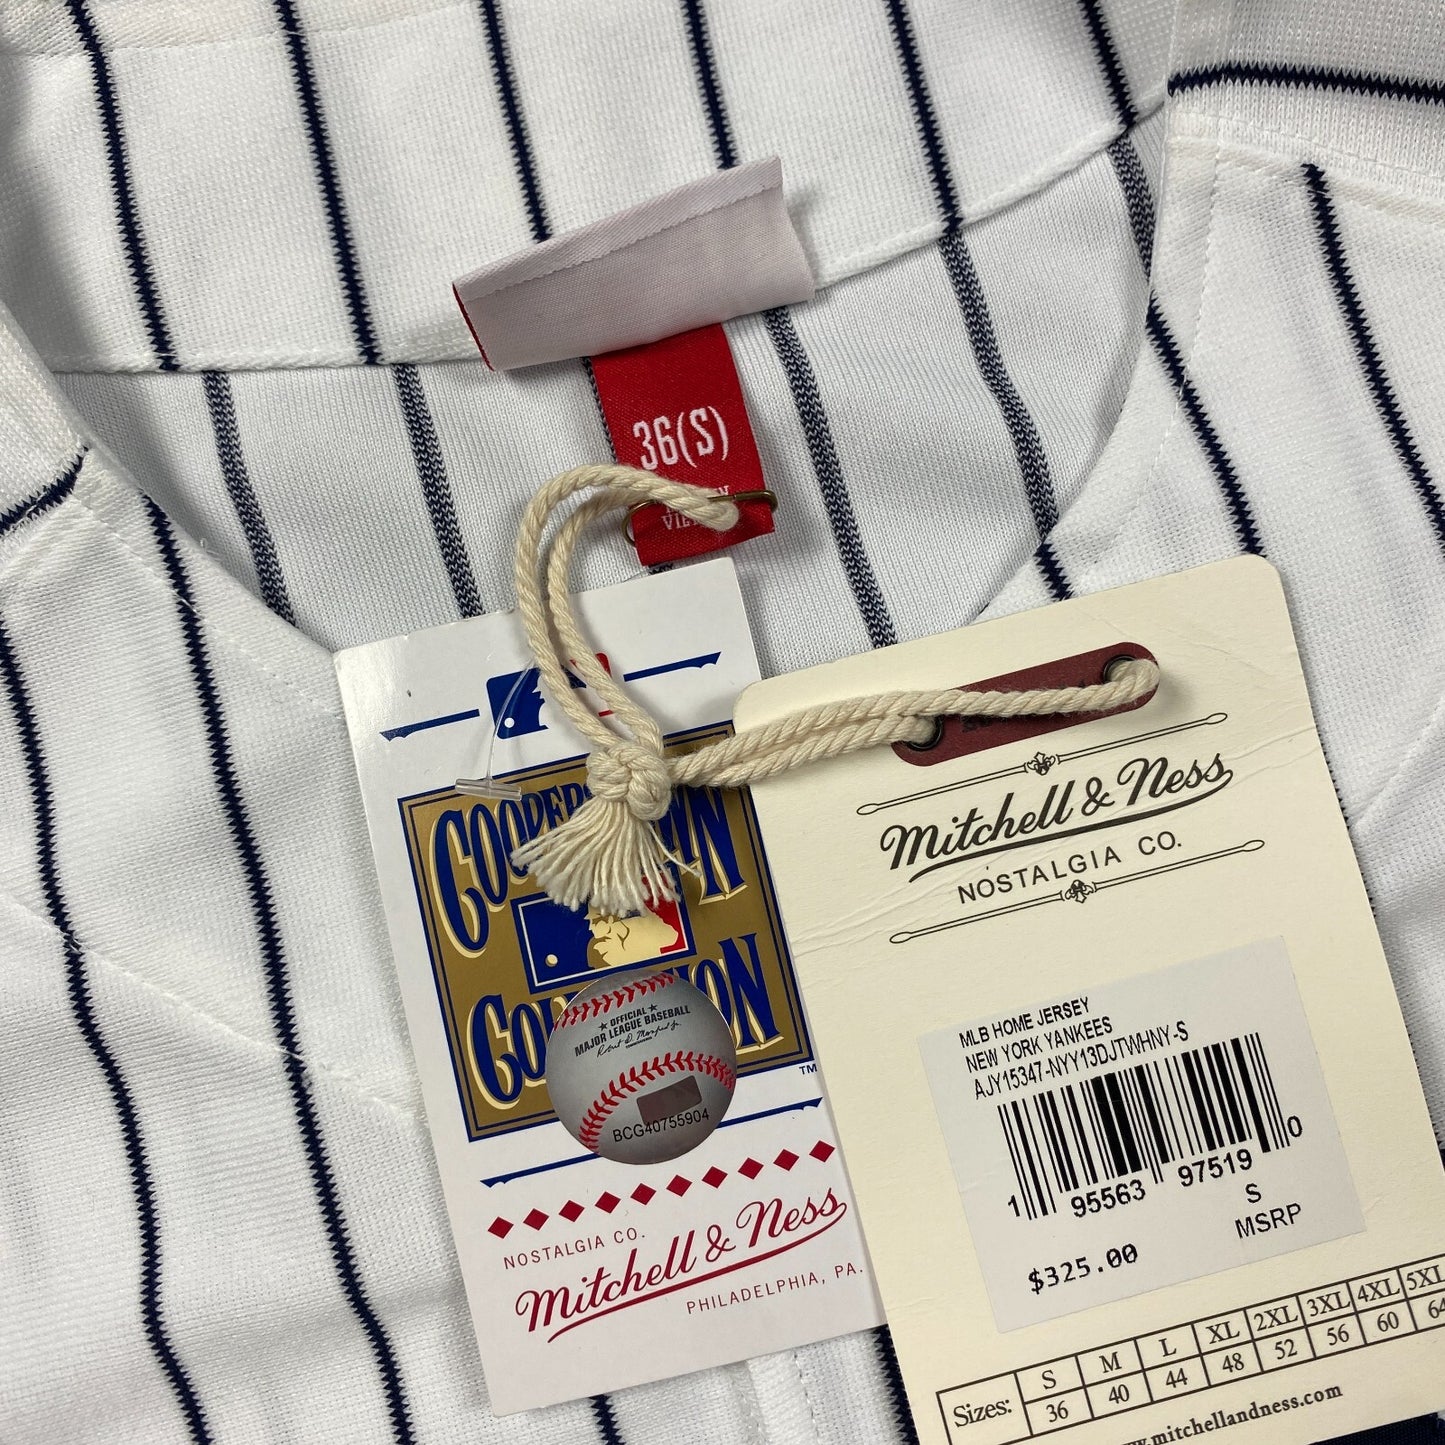 36(S)
COOPERSTOWN
COLLECTION
TM
★ OFFICIAL ★
MAJOR LEAGUE BASEBALL
BCG40755904
NOSTALGIA CO.
Mitchell & Ness
PHILADELPHIA, PA.
Mitchell & Ness
NOSTALGIA CO.
MLB HOME JERSEY
NEW YORK YANKEES
AJY15347-NYY13DJTWHNY-S
1 95563 97519 0
S
$325.00 MSRP
Sizes: S M L XL 2XL 3XL 4XL 5XL
36 40 44 48 52 56 60 64
www.mitchellandness.com